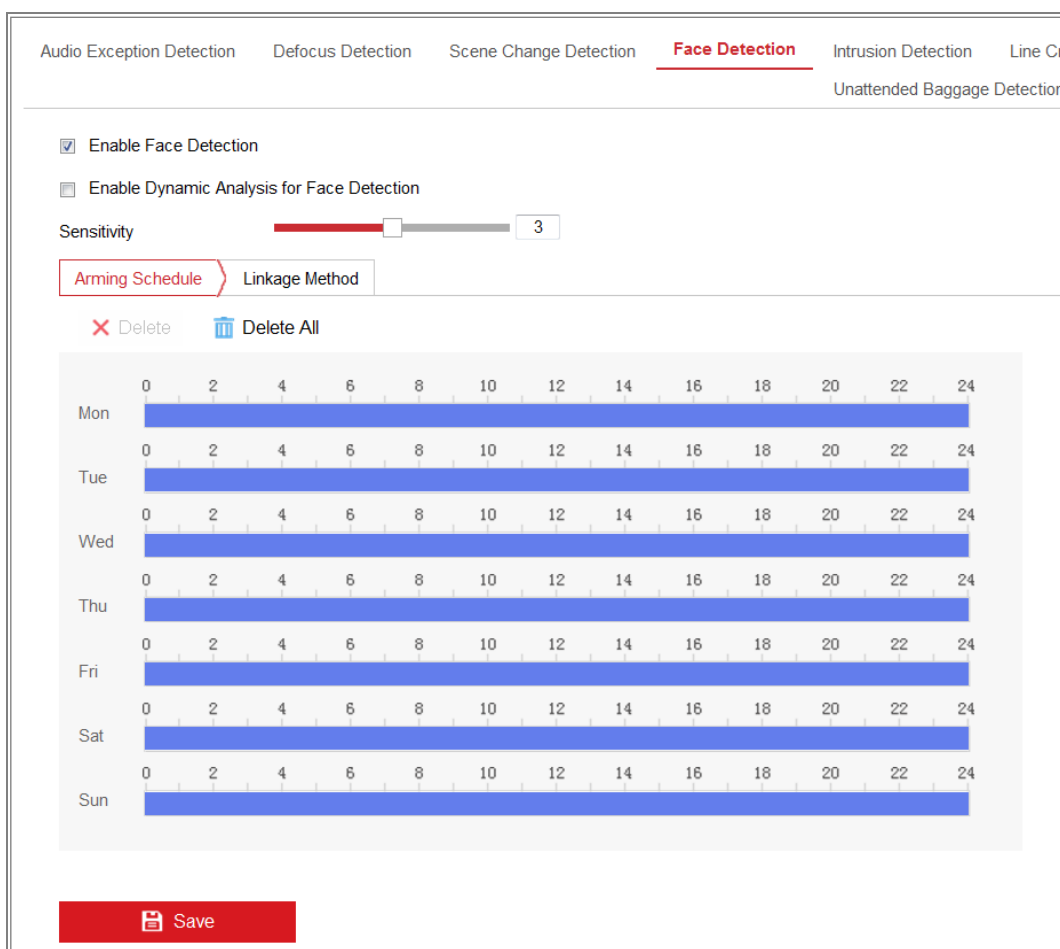 Audio Exception Detection Defocus Detection Scene Change Detection Face Detection Intrusion Detection Line
Unattended Baggage Detection
Enable Face Detection
Enable Dynamic Analysis for Face Detection
Sensitivity 3
Arming Schedule Linkage Method
Delete Delete All
0 2 4 6 8 10 12 14 16 18 20 22 24
Mon
0 2 4 6 8 10 12 14 16 18 20 22 24
Tue
0 2 4 6 8 10 12 14 16 18 20 22 24
Wed
0 2 4 6 8 10 12 14 16 18 20 22 24
Thu
0 2 4 6 8 10 12 14 16 18 20 22 24
Fri
0 2 4 6 8 10 12 14 16 18 20 22 24
Sat
0 2 4 6 8 10 12 14 16 18 20 22 24
Sun
Save